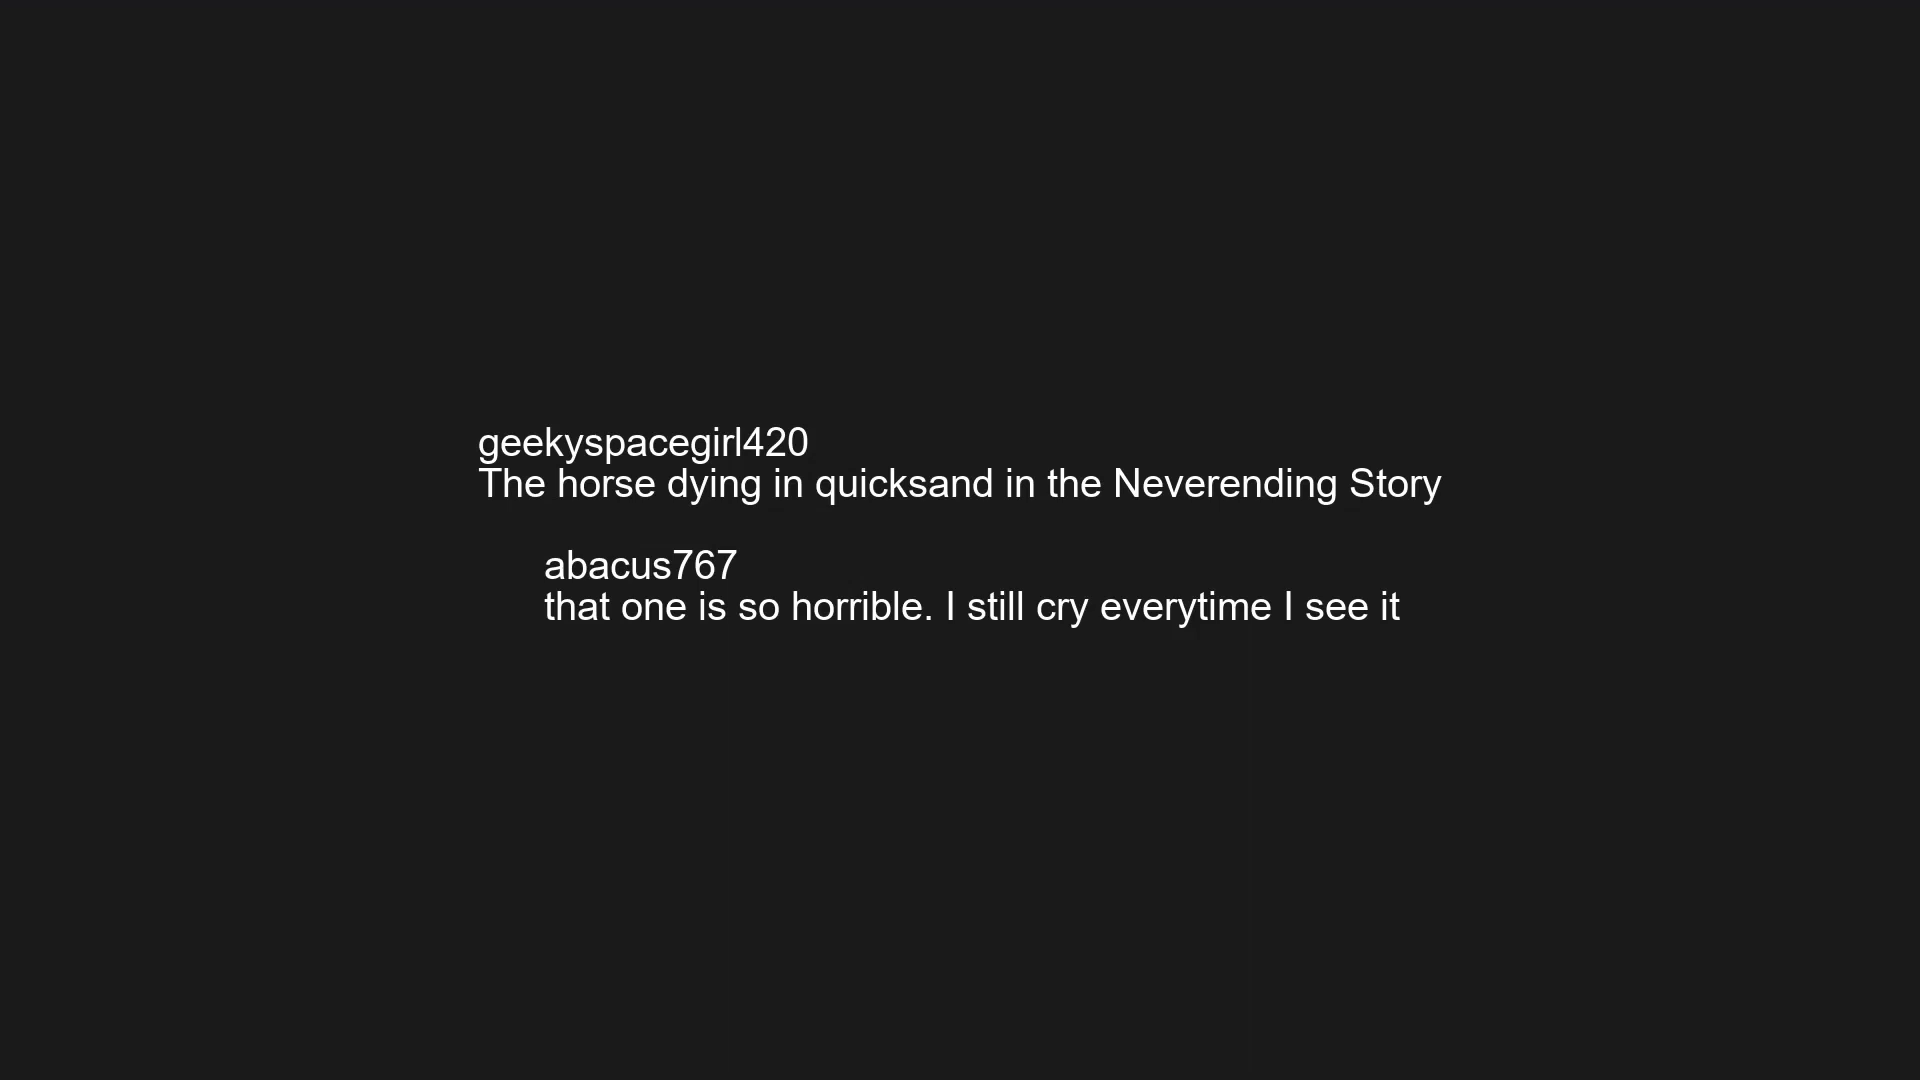 geekyspacegirl420
The horse dying in quicksand in the Neverending Story
abacus767
that one is so horrible. I still cry everytime I see it